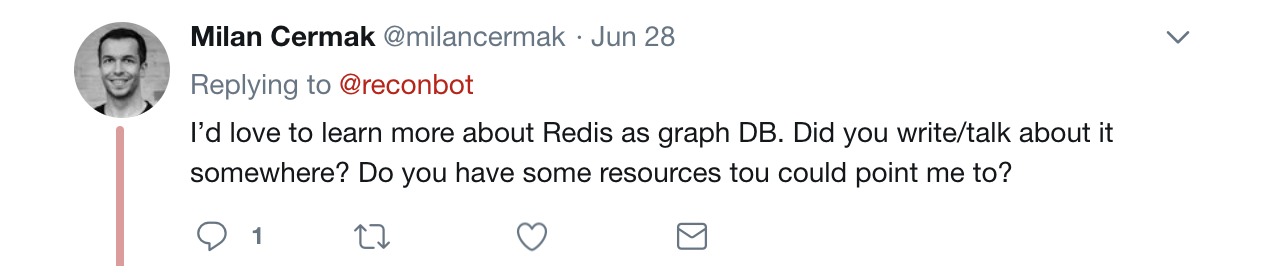 Milan Cermak @milancermak · Jun 28
Replying to @reconbot
I’d love to learn more about Redis as graph DB. Did you write/talk about it
somewhere? Do you have some resources tou could point me to?
1